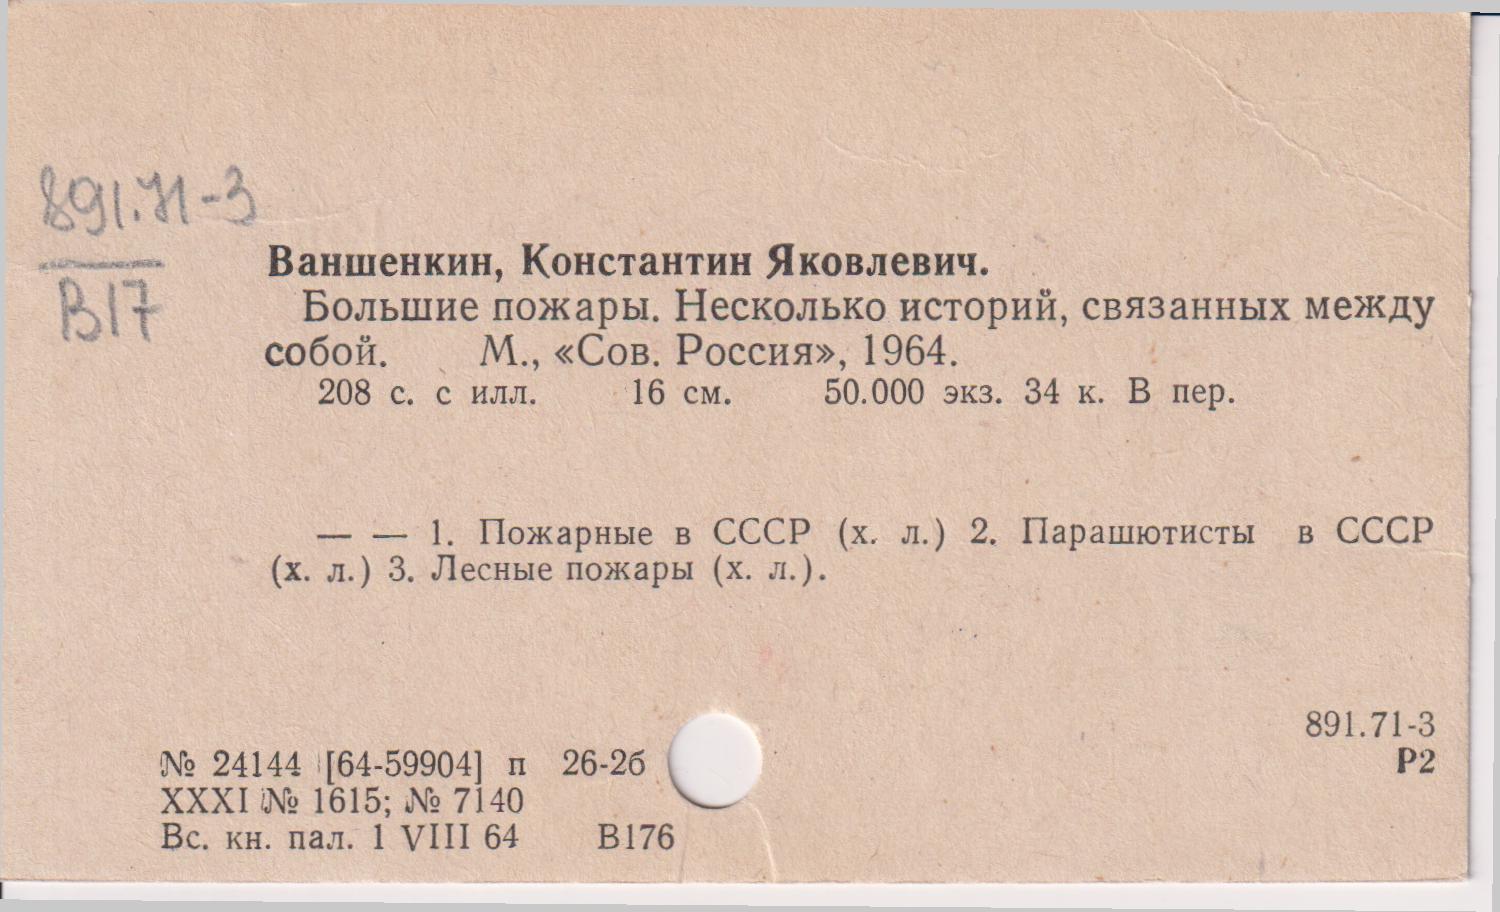 891.71-3
В17
Ваншенкин, Константин Яковлевич.
Большие пожары. Несколько историй, связанных между
собой. М., «Сов. Россия», 1964.
208 с. с илл. 16 см. 50.000 экз. 34 к. В пер.
— — 1. Пожарные в СССР (х. л.) 2. Парашютисты в СССР
(х. л.) 3. Лесные пожары (х. л.).
891.71-3
Р2
№ 24144 [64-59904] п 26-2б
XXXI № 1615; № 7140
Вс. кн. пал. 1 VIII 64 В176